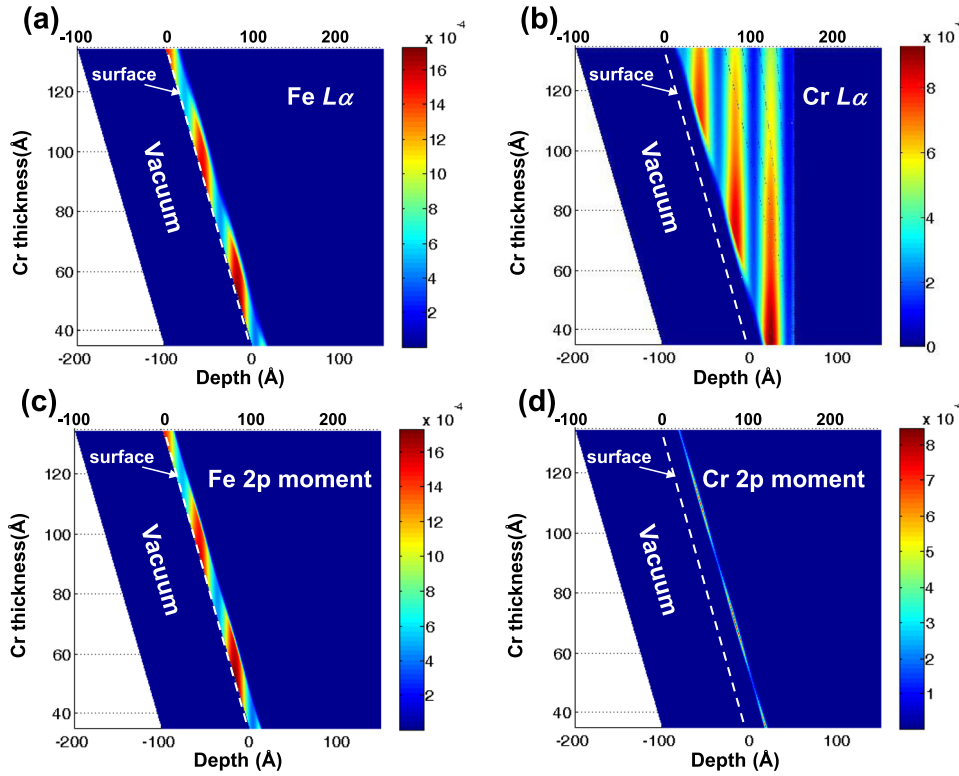 (a)
-100 0 100 200
x 10-4
surface
Fe Lα
Vacuum
Cr thickness(Å)
120
100
80
60
40
16
14
12
10
8
6
4
2
-200 -100 0 100
Depth (Å)
(b)
-100 0 100 200
x 10-4
surface
Cr Lα
Vacuum
Cr thickness(Å)
120
100
80
60
40
8
6
4
2
0
-200 -100 0 100
Depth (Å)
(c)
-100 0 100 200
x 10-4
surface
Fe 2p moment
Vacuum
Cr thickness(Å)
120
100
80
60
40
16
14
12
10
8
6
4
2
-200 -100 0 100
Depth (Å)
(d)
-100 0 100 200
x 10-4
surface
Cr 2p moment
Vacuum
Cr thickness(Å)
120
100
80
60
40
8
7
6
5
4
3
2
1
-200 -100 0 100
Depth (Å)